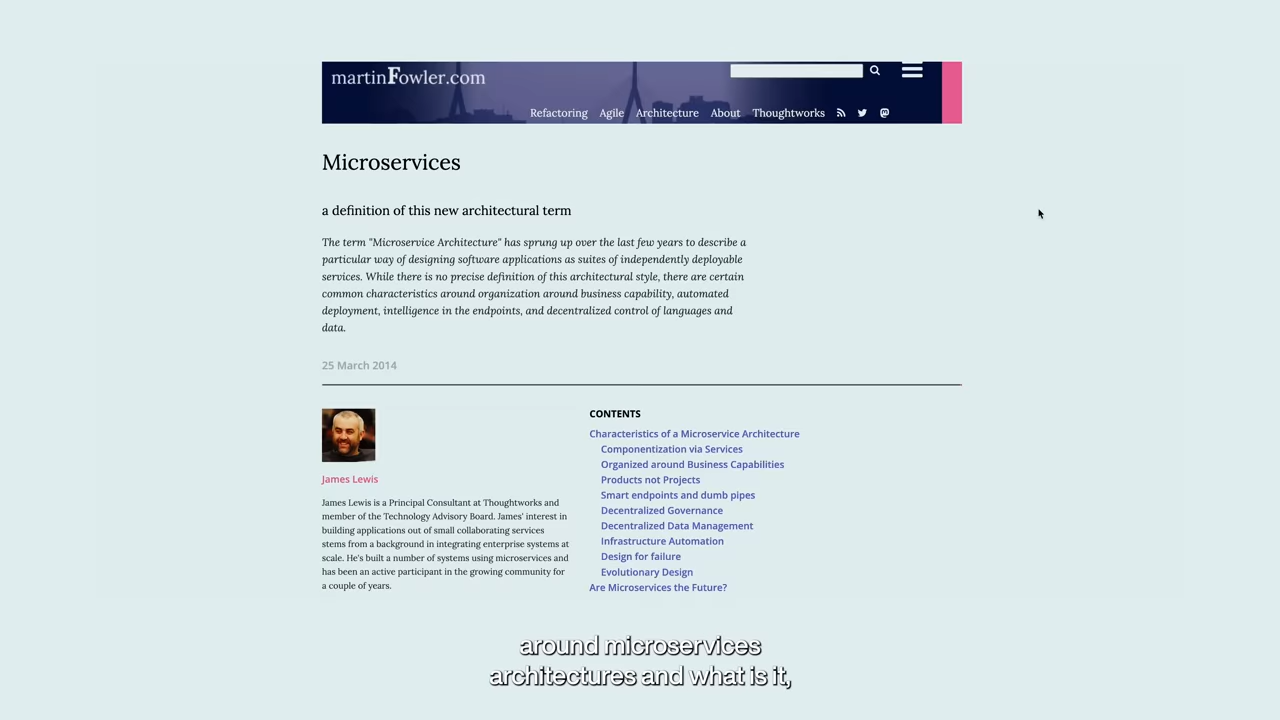 martinFowler.com
Refactoring Agile Architecture About Thoughtworks
Microservices
a definition of this new architectural term
The term "Microservice Architecture" has sprung up over the last few years to describe a
particular way of designing software applications as suites of independently deployable
services. While there is no precise definition of this architectural style, there are certain
common characteristics around organization around business capability, automated
deployment, intelligence in the endpoints, and decentralized control of languages and
data.
25 March 2014
James Lewis
James Lewis is a Principal Consultant at Thoughtworks and
member of the Technology Advisory Board. James' interest in
building applications out of small collaborating services
stems from a background in integrating enterprise systems at
scale. He's built a number of systems using microservices and
has been an active participant in the growing community for
a couple of years.
CONTENTS
Characteristics of a Microservice Architecture
Componentization via Services
Organized around Business Capabilities
Products not Projects
Smart endpoints and dumb pipes
Decentralized Governance
Decentralized Data Management
Infrastructure Automation
Design for failure
Evolutionary Design
Are Microservices the Future?
around microservices
architectures and what is it,